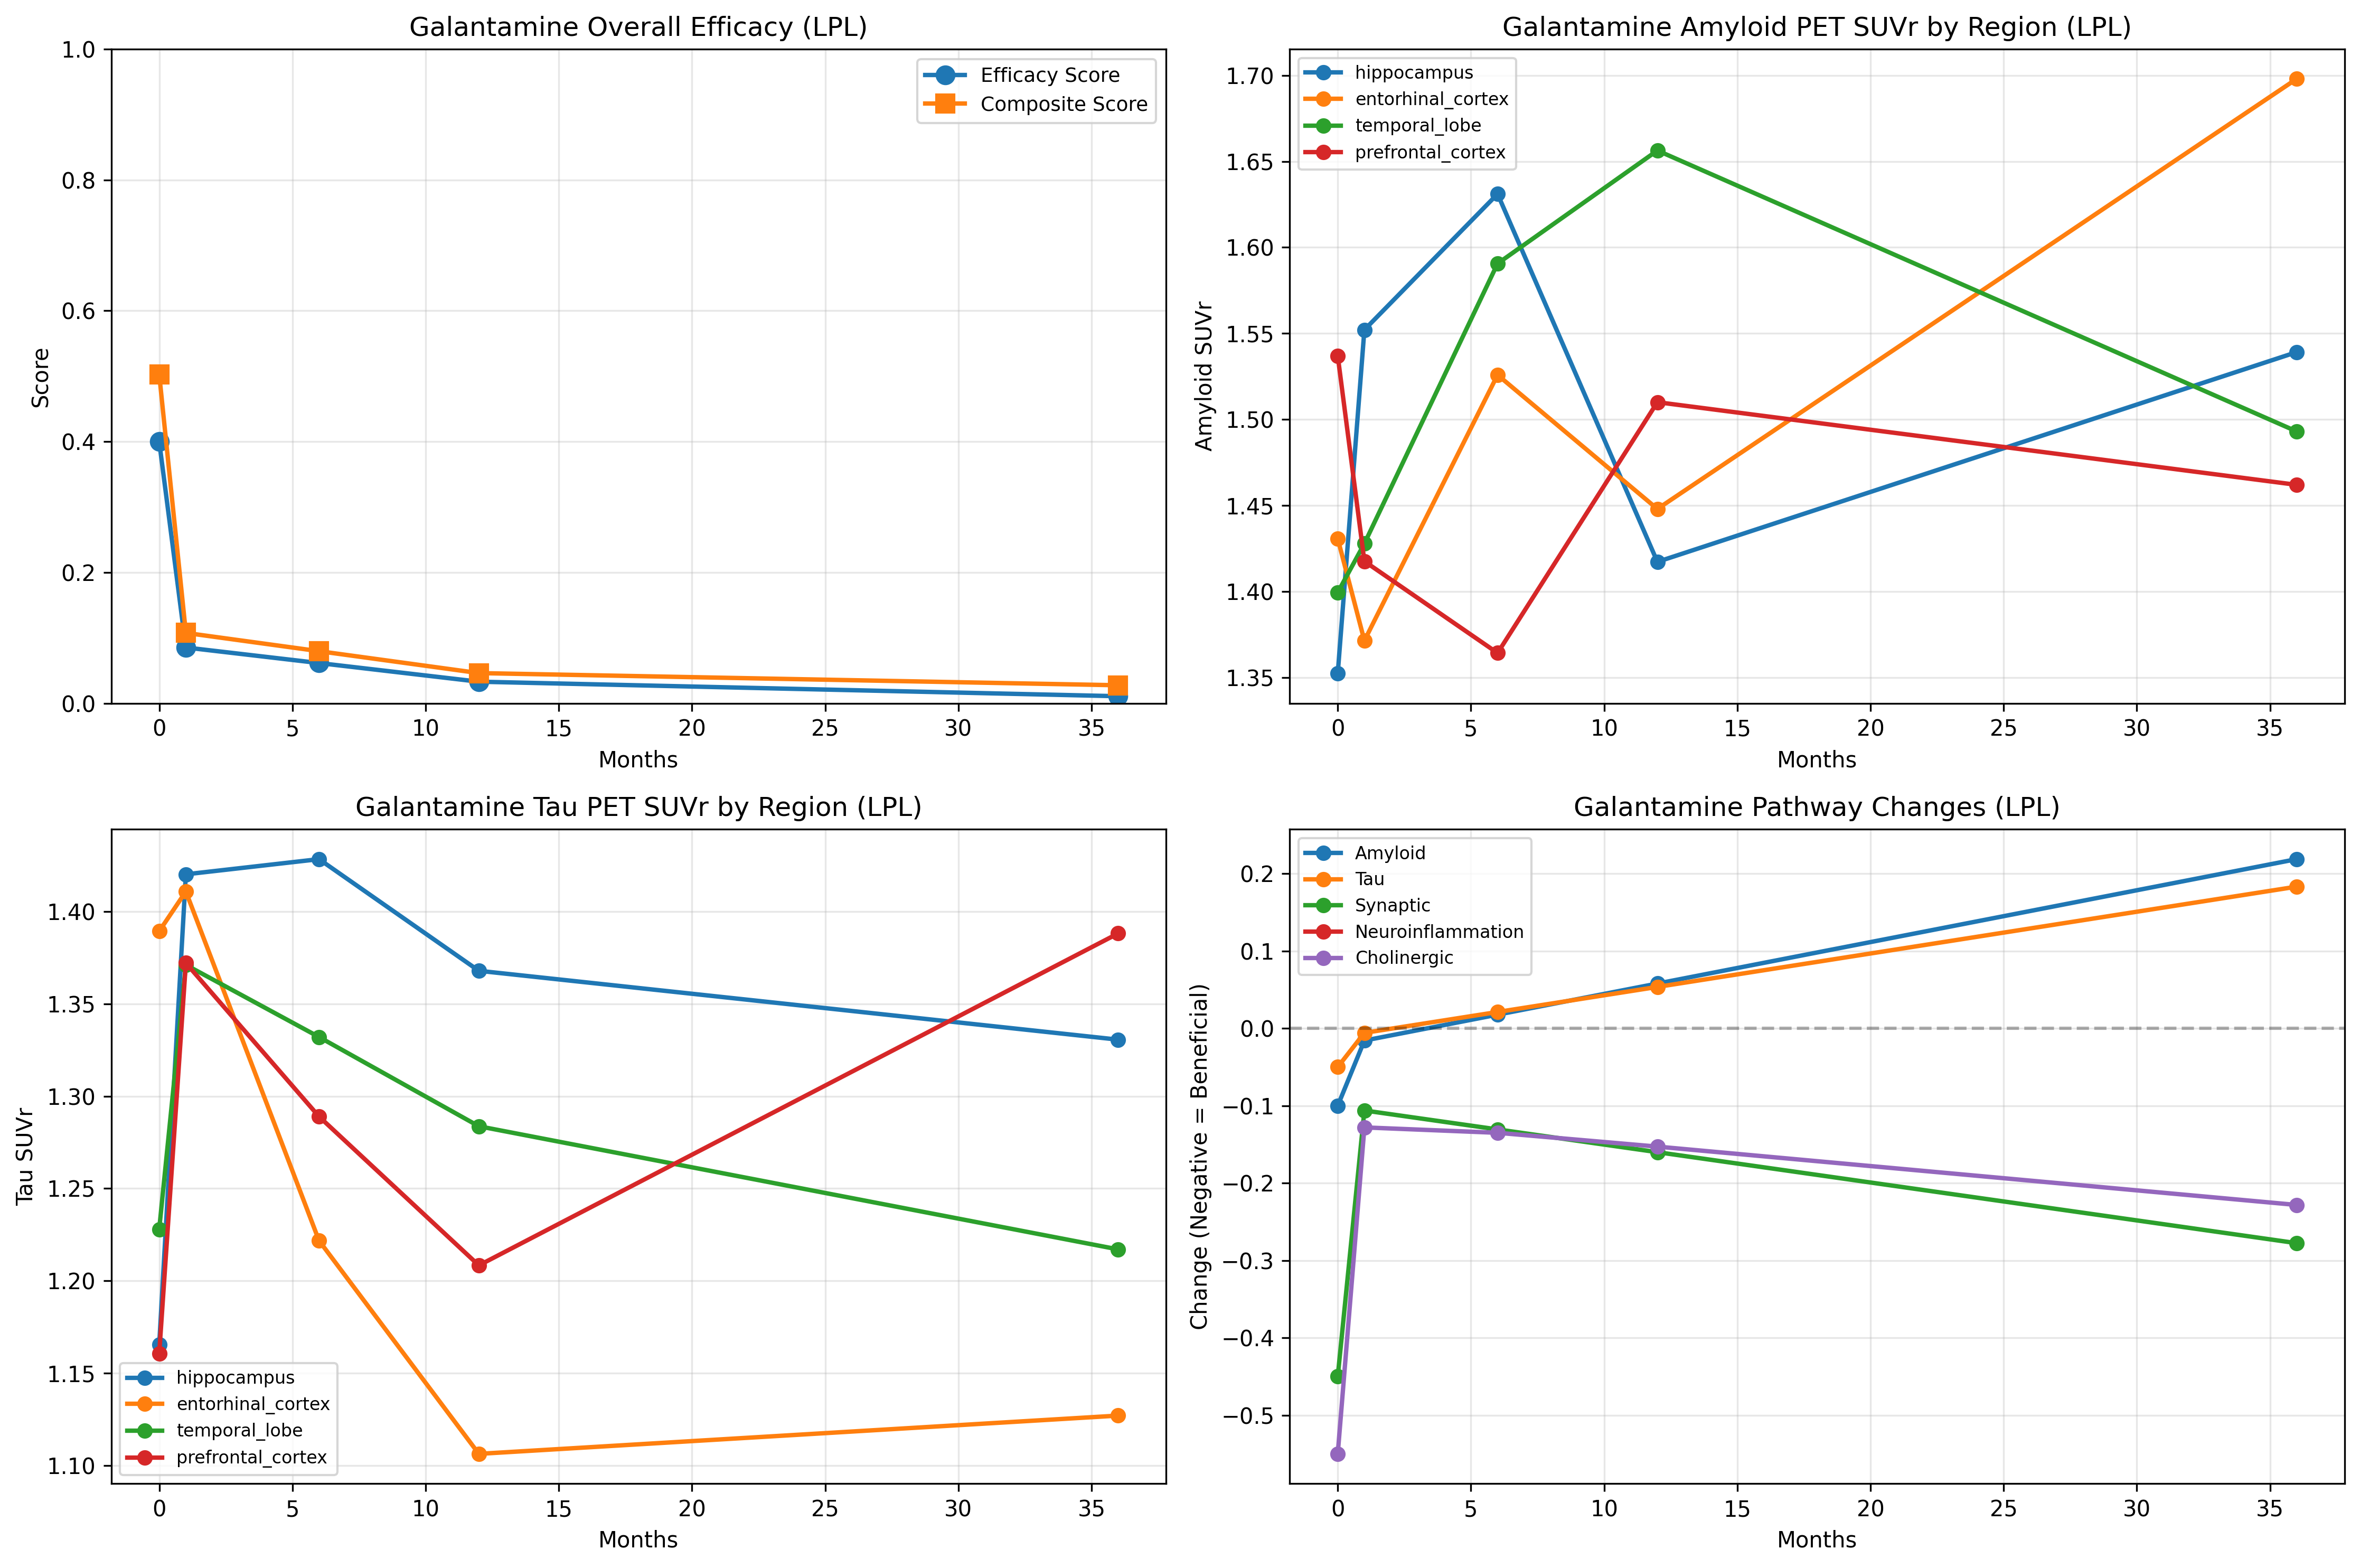 Galantamine Overall Efficacy (LPL)
Score
1.0
0.8
0.6
0.4
0.2
0.0
Efficacy Score
Composite Score
0 5 10 15 20 25 30 35
Months
Galantamine Amyloid PET SUVr by Region (LPL)
Amyloid SUVr
1.70
1.65
1.60
1.55
1.50
1.45
1.40
1.35
hippocampus
entorhinal_cortex
temporal_lobe
prefrontal_cortex
0 5 10 15 20 25 30 35
Months
Galantamine Tau PET SUVr by Region (LPL)
Tau SUVr
1.40
1.35
1.30
1.25
1.20
1.15
1.10
hippocampus
entorhinal_cortex
temporal_lobe
prefrontal_cortex
0 5 10 15 20 25 30 35
Months
Galantamine Pathway Changes (LPL)
Change (Negative = Beneficial)
0.2
0.1
0.0
−0.1
−0.2
−0.3
−0.4
−0.5
Amyloid
Tau
Synaptic
Neuroinflammation
Cholinergic
0 5 10 15 20 25 30 35
Months